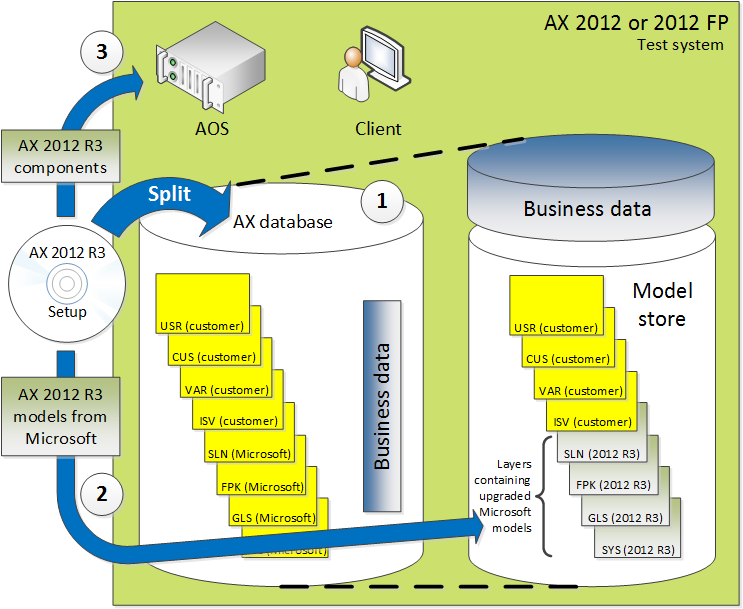 AX 2012 or 2012 FP
Test system
3
AOS
Client
AX 2012 R3
components
Split
1
AX database
Business data
AX 2012 R3
Setup
Model
store
USR (customer)
CUS (customer)
VAR (customer)
ISV (customer)
SLN (Microsoft)
FPK (Microsoft)
GLS (Microsoft)
(Microsoft)
Business data
USR (customer)
CUS (customer)
VAR (customer)
ISV (customer)
SLN (2012 R3)
FPK (2012 R3)
GLS (2012 R3)
SYS (2012 R3)
Layers
containing
upgraded
Microsoft
models
AX 2012 R3
models from
Microsoft
2